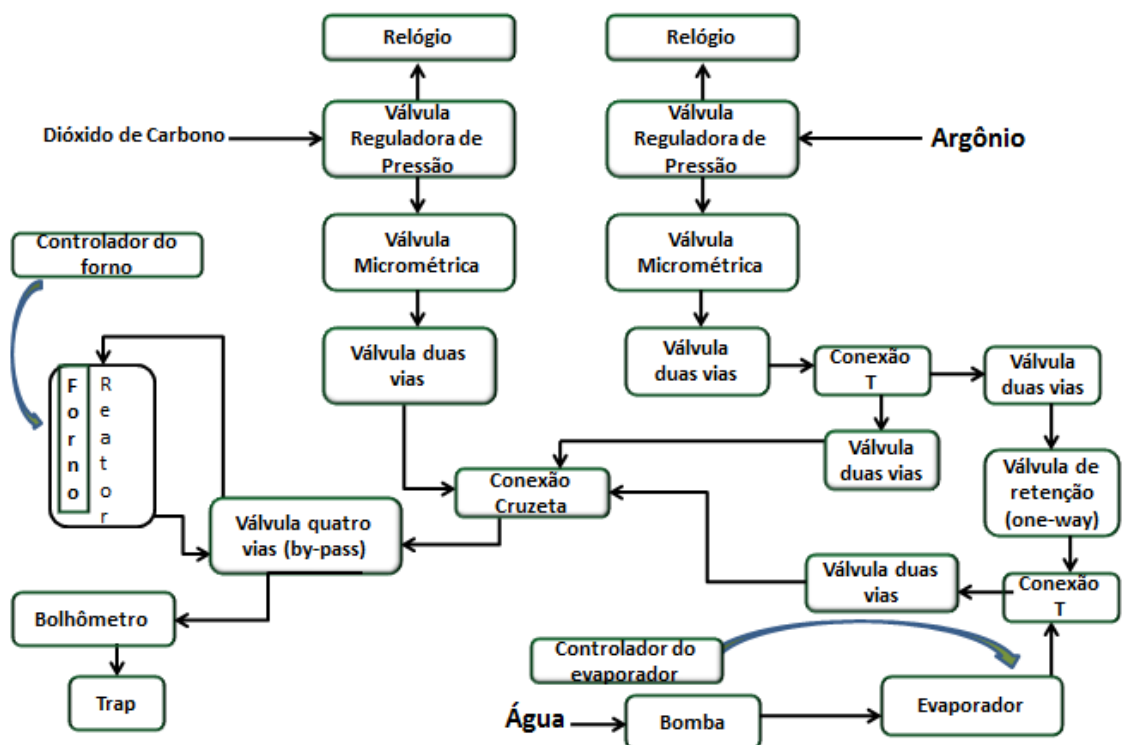 Relógio
Relógio
Dióxido de Carbono
Válvula
Reguladora de
Pressão
Válvula
Reguladora de
Pressão
Argônio
Controlador do
forno
Válvula
Micrométrica
Válvula
Micrométrica
Válvula duas
vias
Válvula
duas vias
Conexão
T
Válvula
duas vias
Forno
Reator
Válvula
duas vias
Conexão
Cruzeta
Válvula de
retenção
(one-way)
Válvula quatro
vias (by-pass)
Válvula duas
vias
Conexão
T
Bolhômetro
Controlador do
evaporador
Trap
Água
Bomba
Evaporador